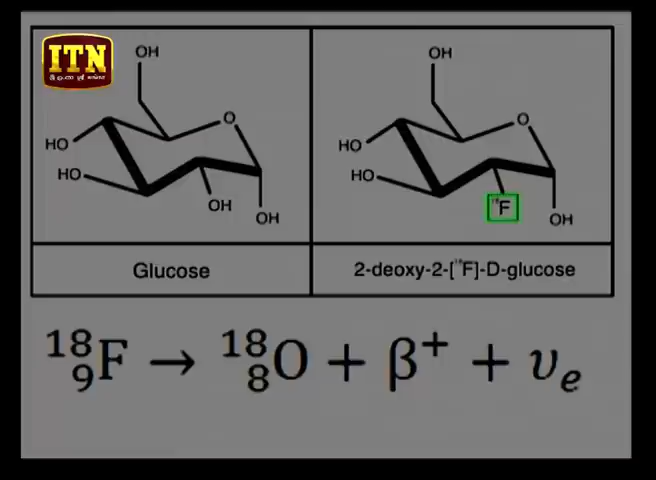 ITN
OH
O
HO
HO
OH
OH
Glucose
OH
O
HO
HO
¹⁸F
OH
2-deoxy-2-[¹⁸F]-D-glucose
¹⁸₉F → ¹⁸₈O + β⁺ + υₑ